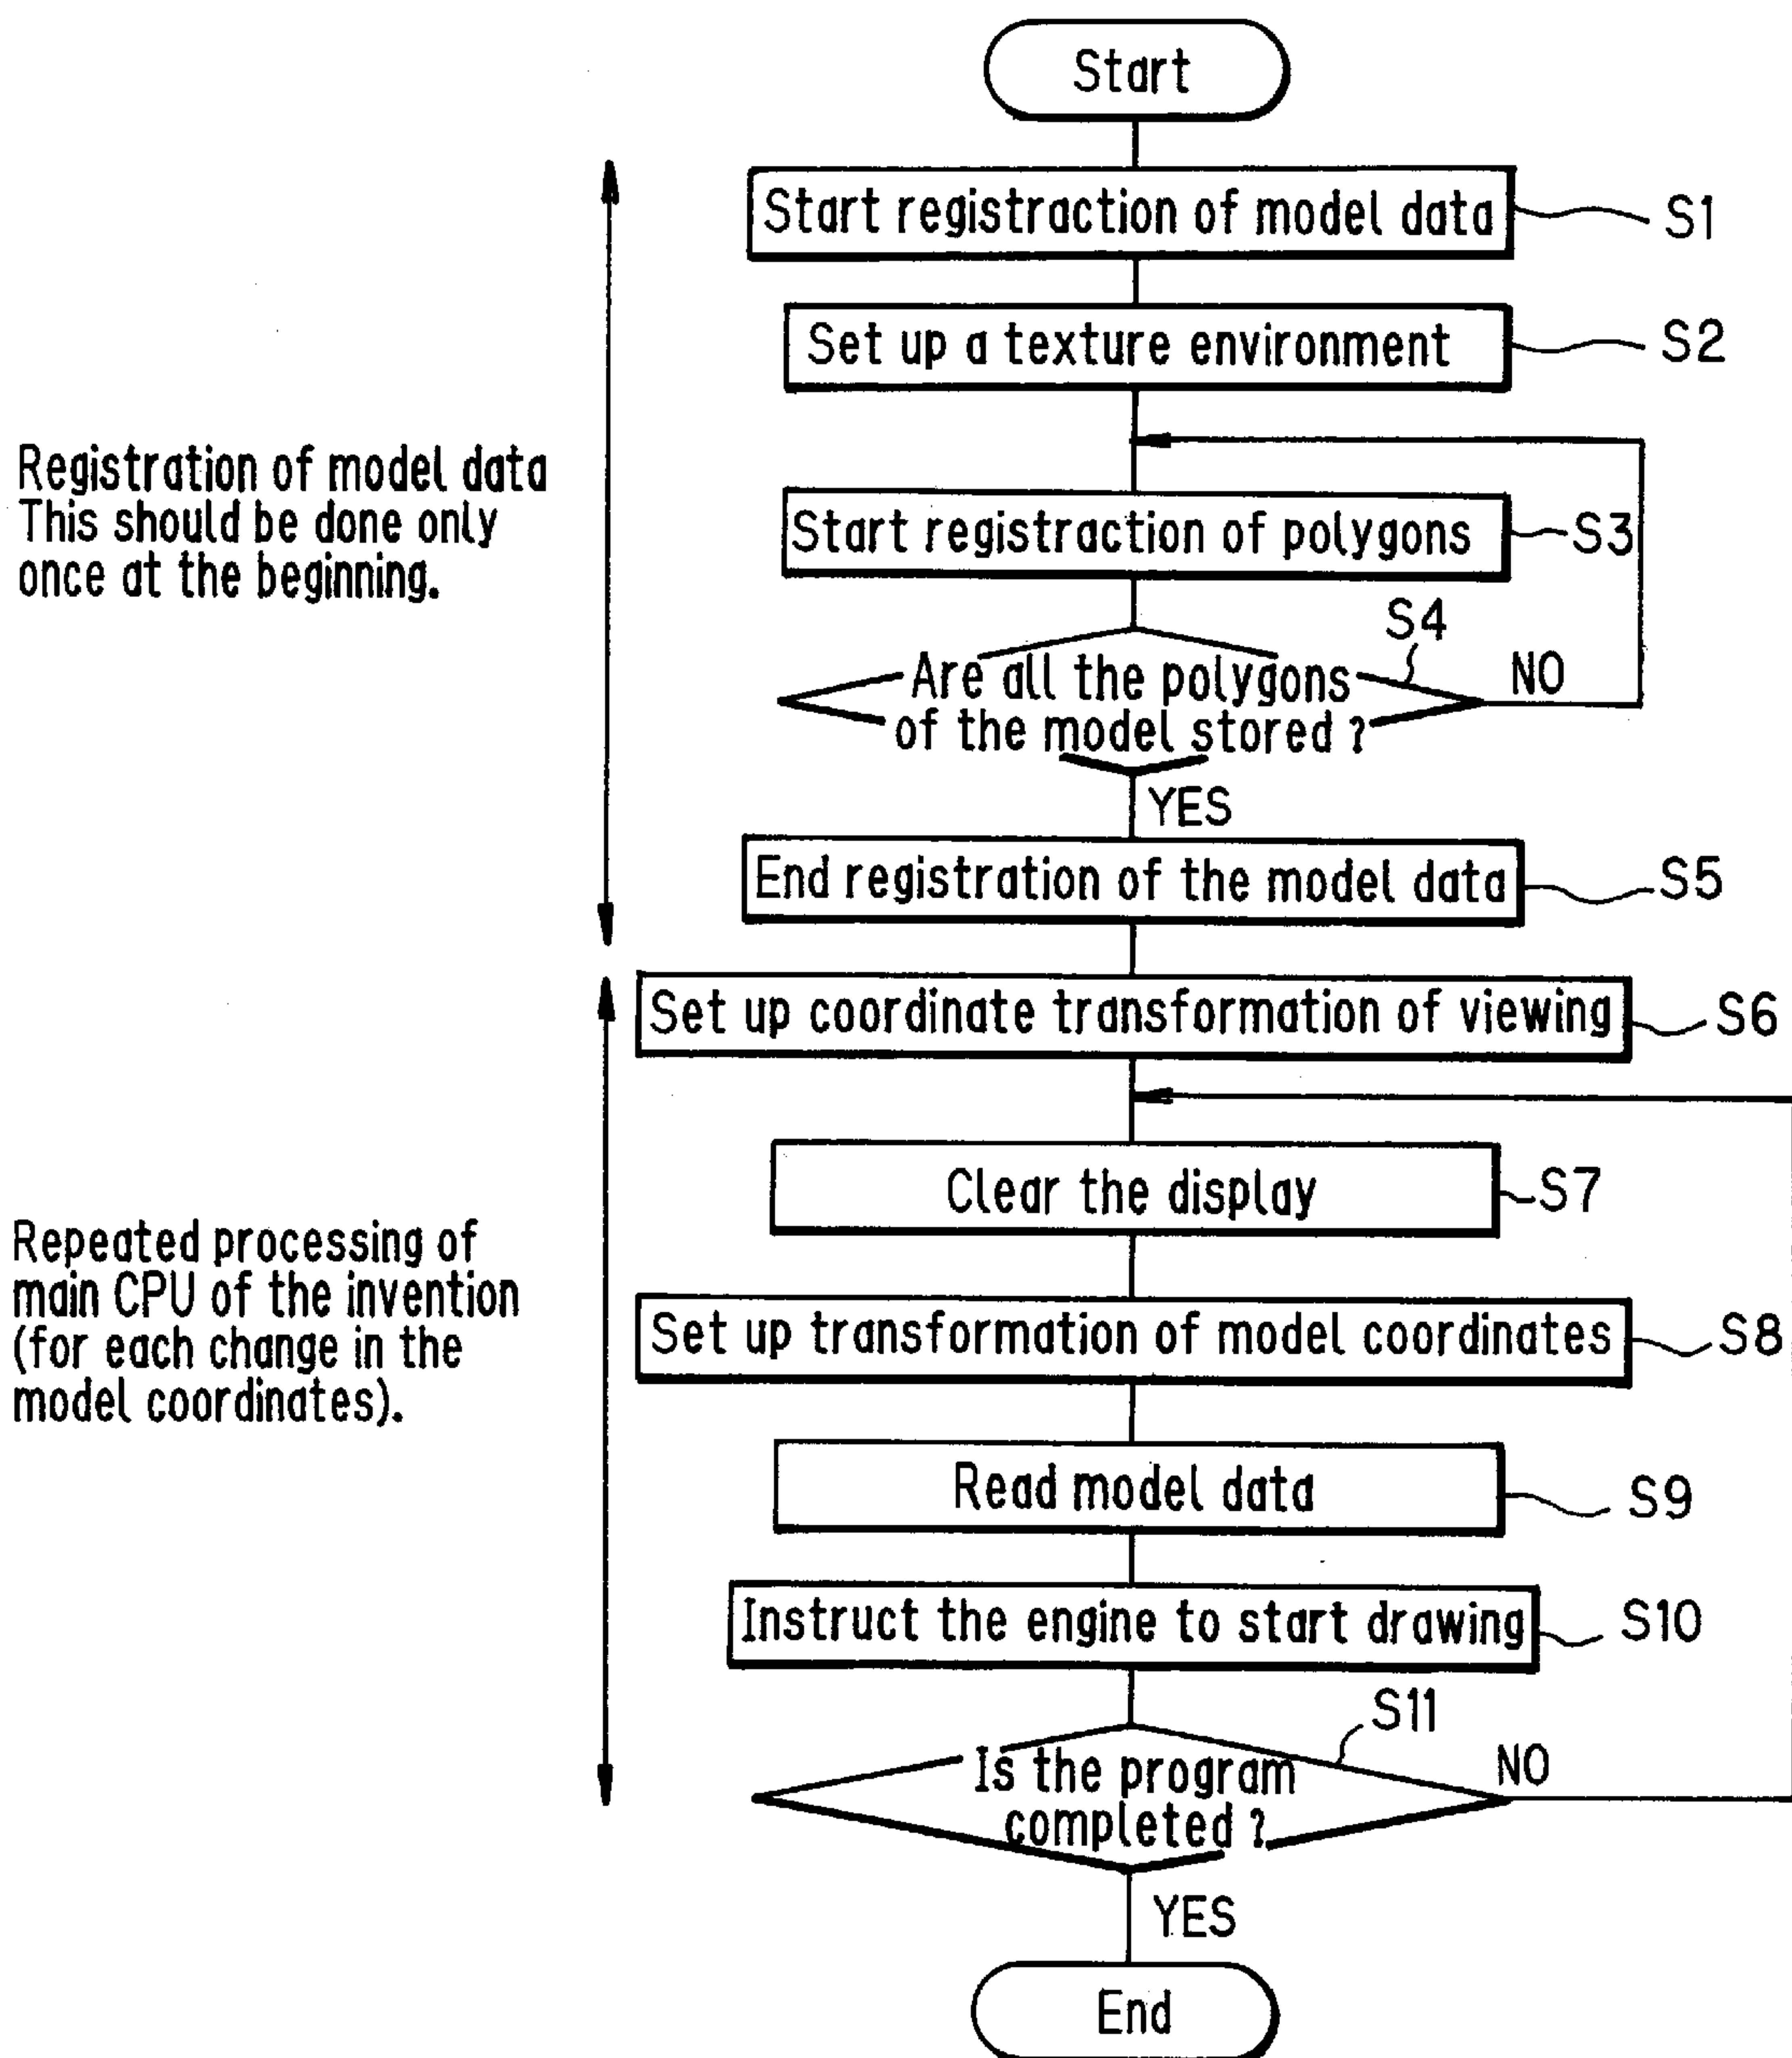 Start
Start registraction of model data
S1
Set up a texture environment
S2
Registration of model data
This should be done only
once at the beginning.
Start registraction of polygons
S3
S4
Are all the polygons
of the model stored ?
NO
YES
End registration of the model data
S5
Set up coordinate transformation of viewing
S6
Clear the display
S7
Repeated processing of
main CPU of the invention
(for each change in the
model coordinates).
Set up transformation of model coordinates
S8
Read model data
S9
Instruct the engine to start drawing
S10
S11
Is the program
completed ?
NO
YES
End